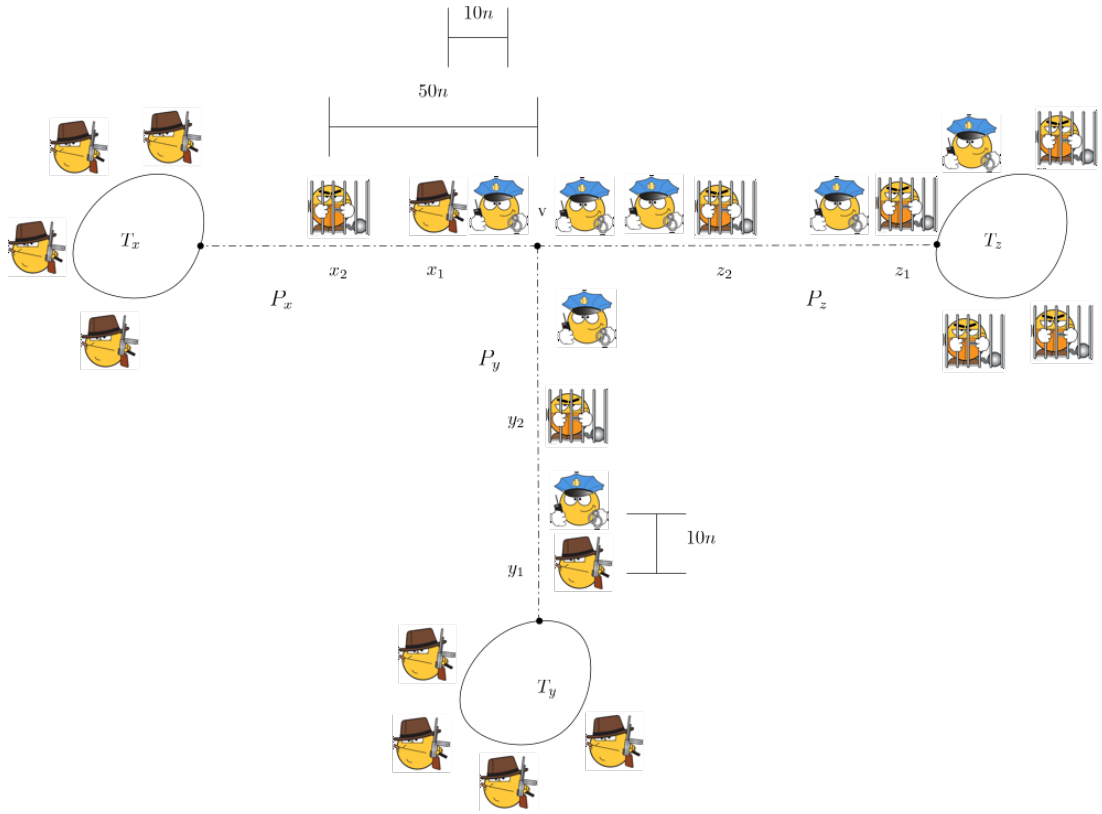 10n
50n
v
T_x
T_z
x_2
x_1
z_2
z_1
P_x
P_z
P_y
y_2
10n
y_1
T_y